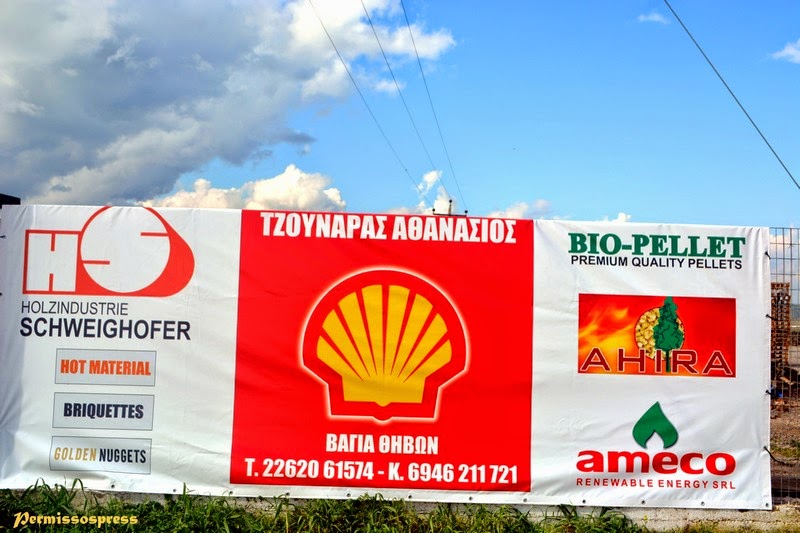 HS
HOLZINDUSTRIE
SCHWEIGHOFER
HOT MATERIAL
BRIQUETTES
GOLDEN NUGGETS
ΤΖΟΥΝΑΡΑΣ ΑΘΑΝΑΣΙΟΣ
ΒΑΓΙΑ ΘΗΒΩΝ
Τ. 22620 61574 - Κ. 6946 211 721
BIO-PELLET
PREMIUM QUALITY PELLETS
AHIRA
ameco
RENEWABLE ENERGY SRL
Permissospress